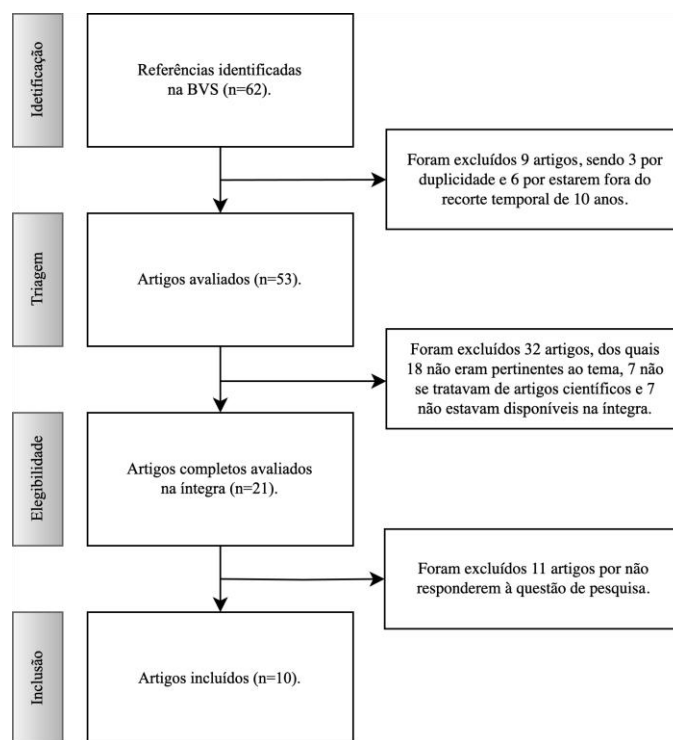 Idetificação
Referências identificadas
na BVS (n=62).
Foram excluídos 9 artigos, sendo 3 por
duplicidade e 6 por estarem fora do
recorte temporal de 10 anos.
Triagem
Artigos avaliados (n=53).
Foram excluídos 32 artigos, dos quais
18 não eram pertinentes ao tema, 7 não
se tratavam de artigos científicos e 7
não estavam disponíveis na íntegra.
Elegibilidade
Artigos completos avaliados
na íntegra (n=21).
Foram excluídos 11 artigos por não
responderem à questão de pesquisa.
Inclusão
Artigos incluídos (n=10).